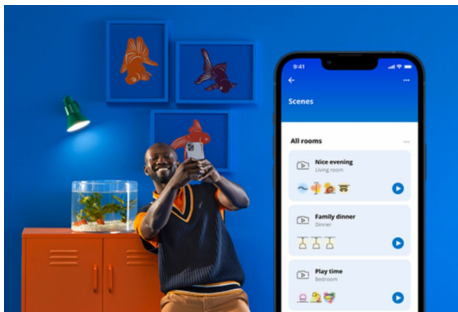 9:41
Scenes
All rooms
Nice evening
Living room
Family dinner
Dinner
Play time
Bedroom